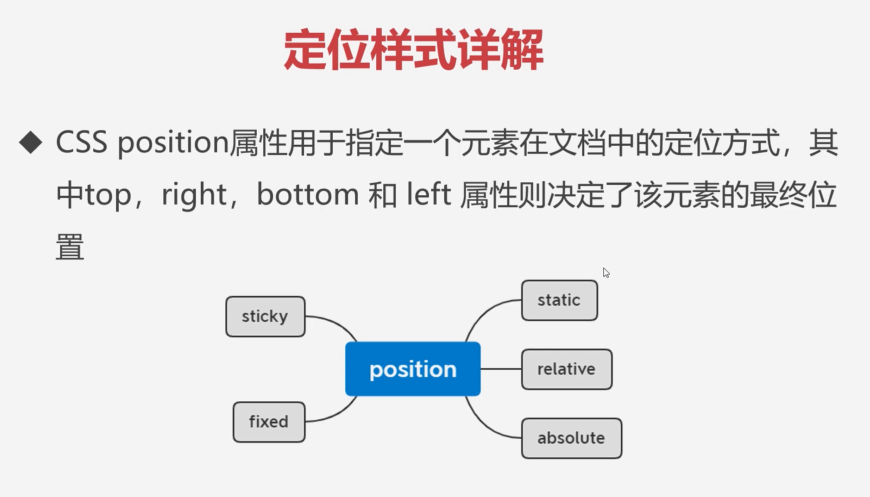 定位样式详解
CSS position属性用于指定一个元素在文档中的定位方式，其
中top，right，bottom 和 left 属性则决定了该元素的最终位
置
sticky
static
position
relative
fixed
absolute